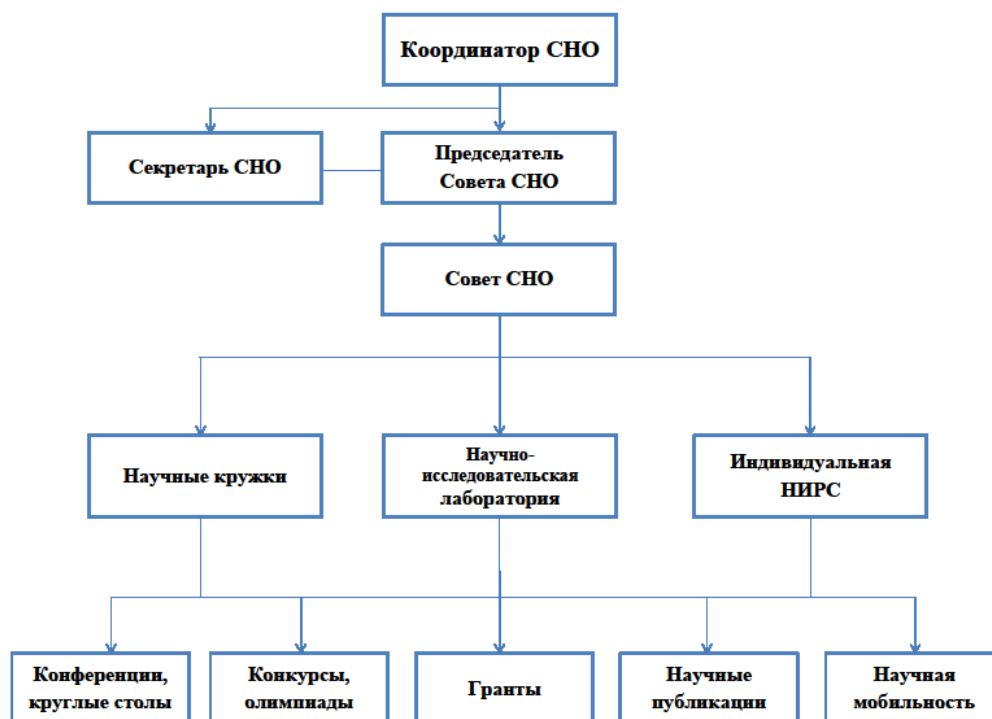 Координатор СНО
Секретарь СНО
Председатель
Совета СНО
Совет СНО
Научные кружки
Научно-
исследовательская
лаборатория
Индивидуальная
НИРС
Конференции,
круглые столы
Конкурсы,
олимпиады
Гранты
Научные
публикации
Научная
мобильность